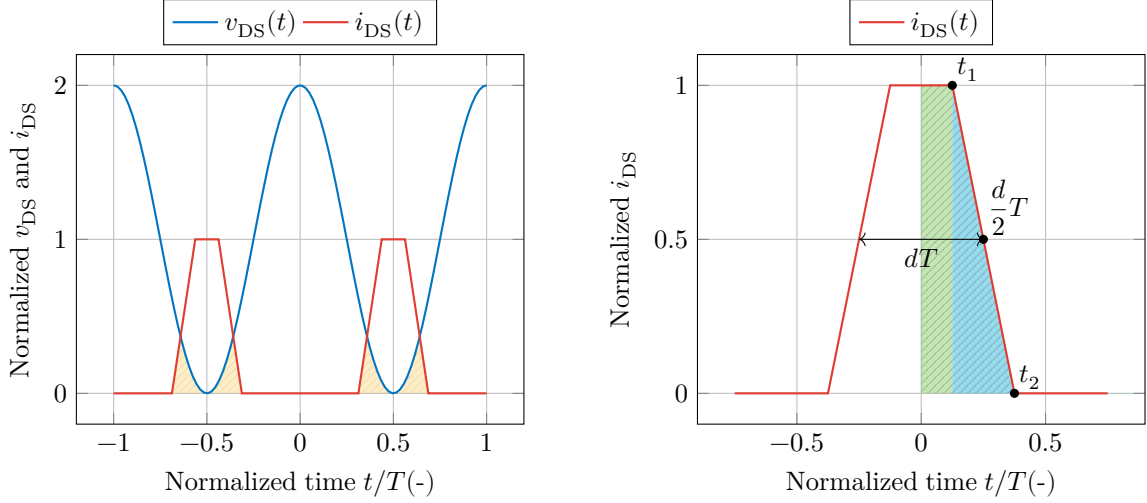 v_DS(t) i_DS(t)
Normalized v_DS and i_DS
2
1
0
−1 −0.5 0 0.5 1
Normalized time t/T(-)
i_DS(t)
Normalized i_DS
1
0.5
0
t_1
d/2 T
dT
t_2
−0.5 0 0.5
Normalized time t/T(-)